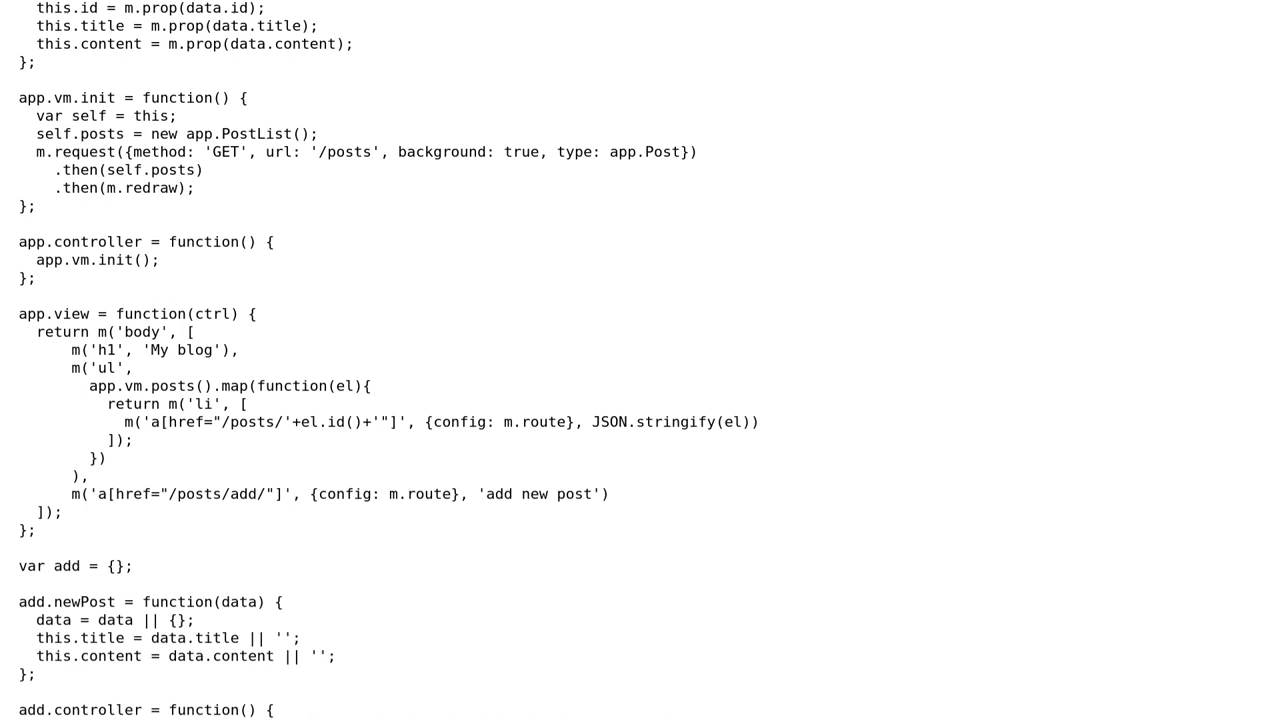 this.id = m.prop(data.id);
this.title = m.prop(data.title);
this.content = m.prop(data.content);
};
app.vm.init = function() {
var self = this;
self.posts = new app.PostList();
m.request({method: 'GET', url: '/posts', background: true, type: app.Post})
.then(self.posts)
.then(m.redraw);
};
app.controller = function() {
app.vm.init();
};
app.view = function(ctrl) {
return m('body', [
m('h1', 'My blog'),
m('ul',
app.vm.posts().map(function(el){
return m('li', [
m('a[href="/posts/'+el.id()+'"]', {config: m.route}, JSON.stringify(el))
]);
})
),
m('a[href="/posts/add/"]', {config: m.route}, 'add new post')
]);
};
var add = {};
add.newPost = function(data) {
data = data || {};
this.title = data.title || '';
this.content = data.content || '';
};
add.controller = function() {